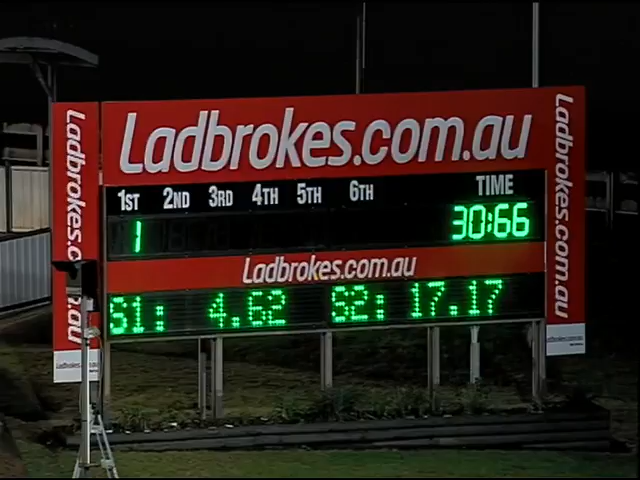 Ladbrokes.com.au
1ST 2ND 3RD 4TH 5TH 6TH TIME
1 30:66
Ladbrokes.com.au
S1: 4.62 S2: 17.17
Ladbrokes.com.au
Ladbrokes.c
.au